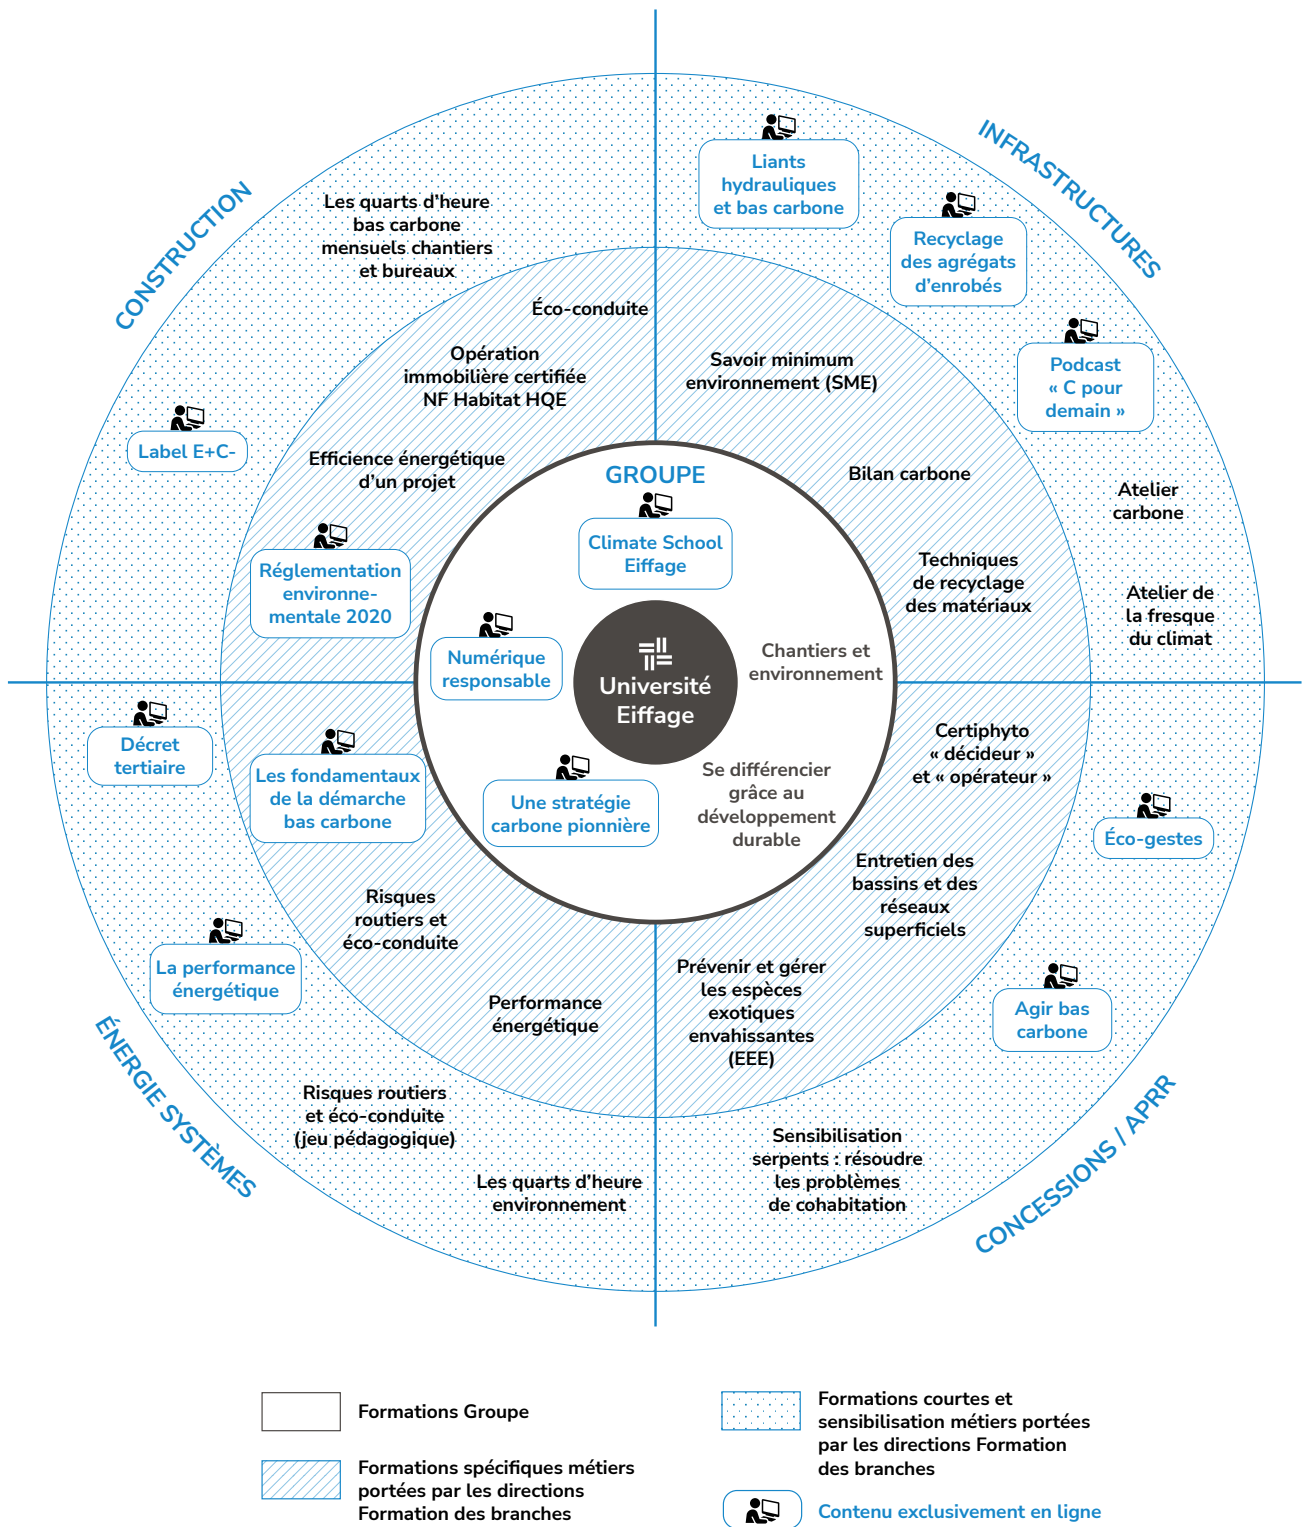 CONSTRUCTION
Les quarts d’heure
bas carbone
mensuels chantiers
et bureaux
Label E+C-
Éco-conduite
Opération
immobilière certifiée
NF Habitat HQE
Efficience énergétique
d’un projet
Réglementation
environne-
mentale 2020
INFRASTRUCTURES
Liants
hydrauliques
et bas carbone
Recyclage
des agrégats
d’enrobés
Podcast
« C pour
demain »
Atelier
carbone
Atelier de
la fresque
du climat
Savoir minimum
environnement (SME)
Bilan carbone
Techniques
de recyclage
des matériaux
GROUPE
Climate School
Eiffage
Numérique
responsable
Université
Eiffage
Chantiers et
environnement
Une stratégie
carbone pionnière
Se différencier
grâce au
développement
durable
Décret
tertiaire
Les fondamentaux
de la démarche
bas carbone
Risques
routiers et
éco-conduite
La performance
énergétique
Performance
énergétique
Risques routiers
et éco-conduite
(jeu pédagogique)
Les quarts d’heure
environnement
ÉNERGIE SYSTÈMES
Certiphyto
« décideur »
et « opérateur »
Éco-gestes
Entretien des
bassins et des
réseaux
superficiels
Prévenir et gérer
les espèces
exotiques
envahissantes
(EEE)
Agir bas
carbone
Sensibilisation
serpents : résoudre
les problèmes
de cohabitation
CONCESSIONS / APRR
Formations Groupe
Formations spécifiques métiers
portées par les directions
Formation des branches
Formations courtes et
sensibilisation métiers portées
par les directions Formation
des branches
Contenu exclusivement en ligne